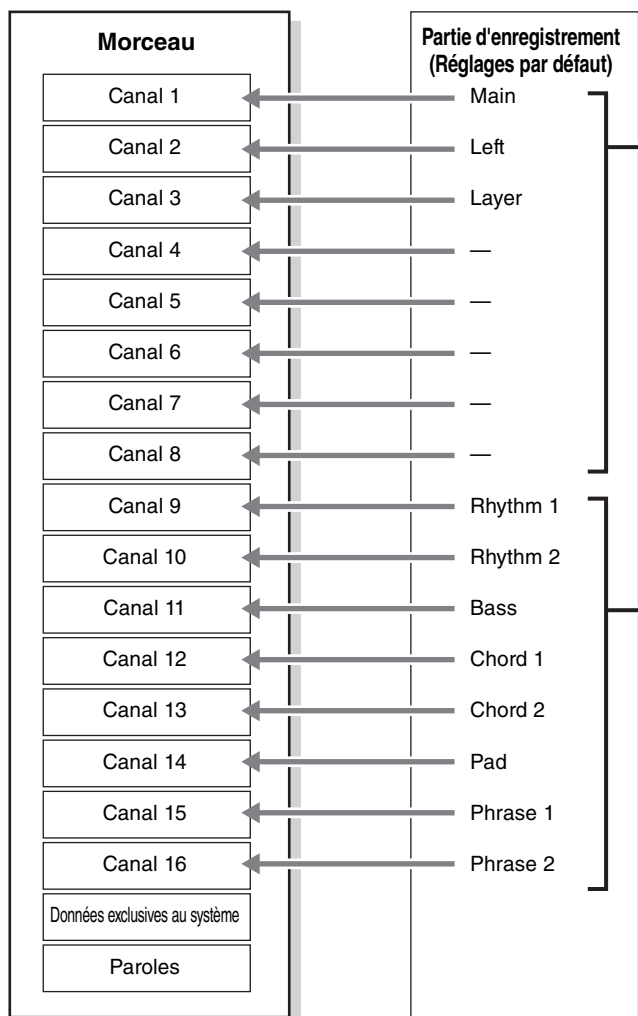 Morceau
Partie d'enregistrement
(Réglages par défaut)
Canal 1
Main
Canal 2
Left
Canal 3
Layer
Canal 4
—
Canal 5
—
Canal 6
—
Canal 7
—
Canal 8
—
Canal 9
Rhythm 1
Canal 10
Rhythm 2
Canal 11
Bass
Canal 12
Chord 1
Canal 13
Chord 2
Canal 14
Pad
Canal 15
Phrase 1
Canal 16
Phrase 2
Données exclusives au système
Paroles